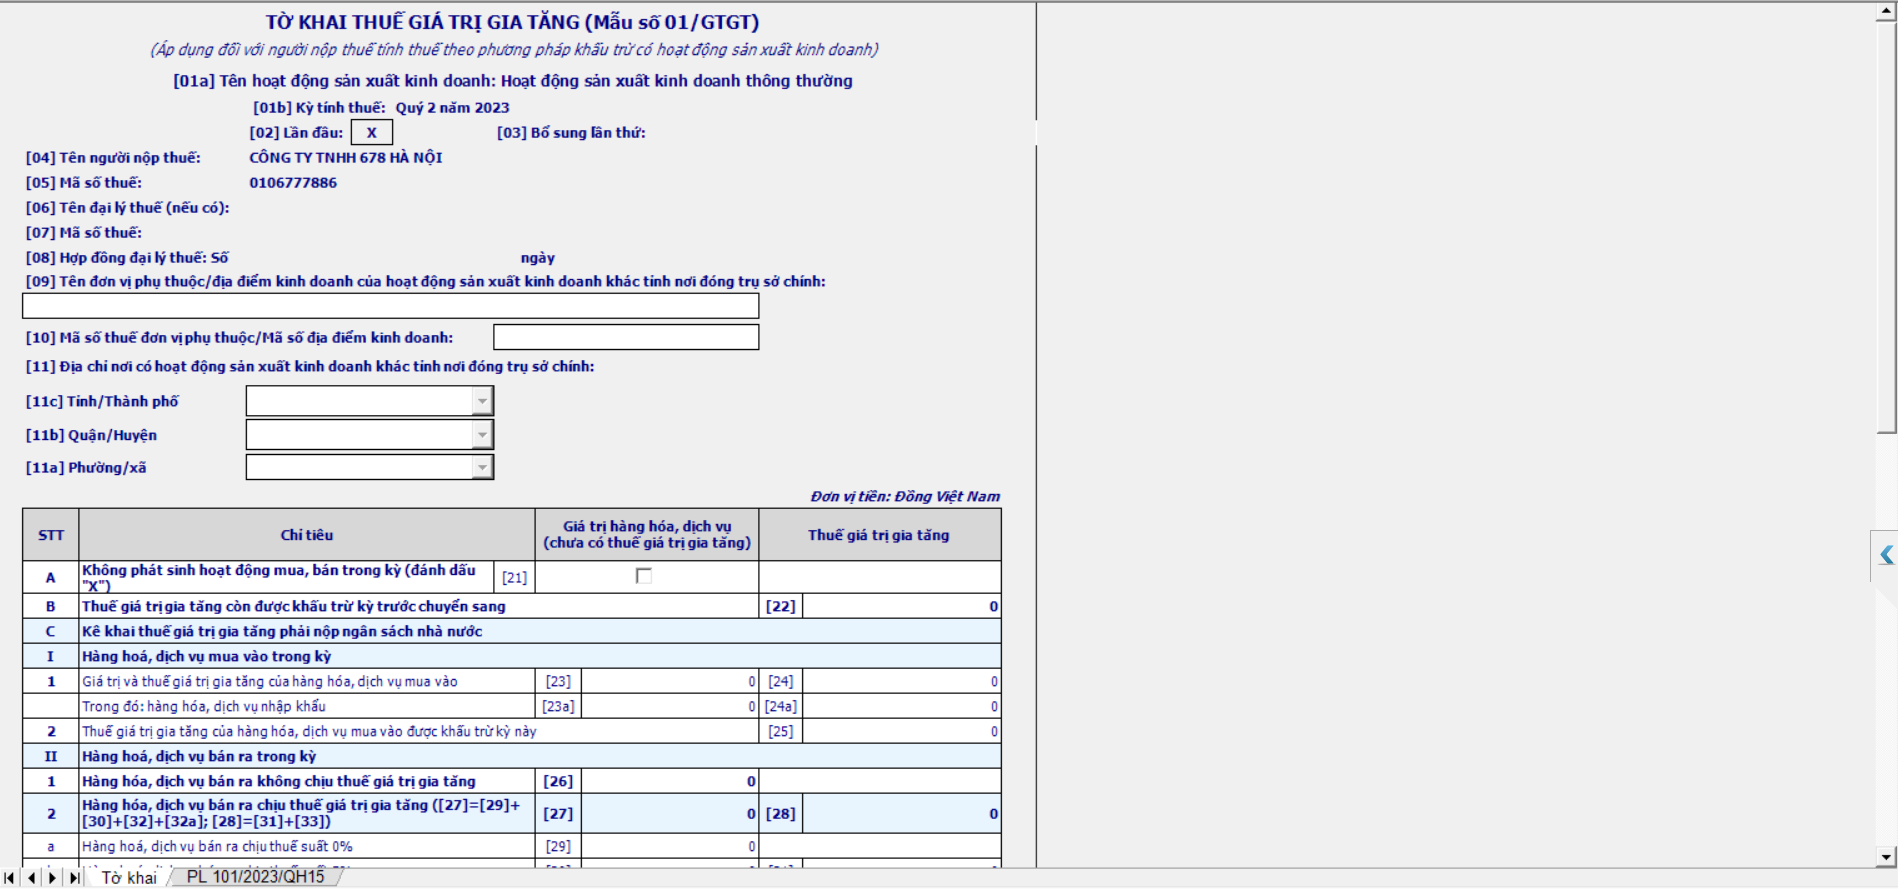 TỜ KHAI THUẾ GIÁ TRỊ GIA TĂNG (Mẫu số 01/GTGT)
(Áp dụng đối với người nộp thuế tính thuế theo phương pháp khấu trừ có hoạt động sản xuất kinh doanh)
[01a] Tên hoạt động sản xuất kinh doanh: Hoạt động sản xuất kinh doanh thông thường
[01b] Kỳ tính thuế: Quý 2 năm 2023
[02] Lần đầu: X [03] Bổ sung lần thứ:
[04] Tên người nộp thuế: CÔNG TY TNHH 678 HÀ NỘI
[05] Mã số thuế: 0106777886
[06] Tên đại lý thuế (nếu có):
[07] Mã số thuế:
[08] Hợp đồng đại lý thuế: Số ngày
[09] Tên đơn vị phụ thuộc/địa điểm kinh doanh của hoạt động sản xuất kinh doanh khác tỉnh nơi đóng trụ sở chính:
[10] Mã số thuế đơn vị phụ thuộc/Mã số địa điểm kinh doanh:
[11] Địa chỉ nơi có hoạt động sản xuất kinh doanh khác tỉnh nơi đóng trụ sở chính:
[11c] Tỉnh/Thành phố
[11b] Quận/Huyện
[11a] Phường/xã
Đơn vị tiền: Đồng Việt Nam
STT Chỉ tiêu Giá trị hàng hóa, dịch vụ (chưa có thuế giá trị gia tăng) Thuế giá trị gia tăng
A Không phát sinh hoạt động mua, bán trong kỳ (đánh dấu "X") [21]
B Thuế giá trị gia tăng còn được khấu trừ kỳ trước chuyển sang [22] 0
C Kê khai thuế giá trị gia tăng phải nộp ngân sách nhà nước
I Hàng hoá, dịch vụ mua vào trong kỳ
1 Giá trị và thuế giá trị gia tăng của hàng hóa, dịch vụ mua vào [23] 0 [24] 0
Trong đó: hàng hóa, dịch vụ nhập khẩu [23a] 0 [24a] 0
2 Thuế giá trị gia tăng của hàng hóa, dịch vụ mua vào được khấu trừ kỳ này [25] 0
II Hàng hoá, dịch vụ bán ra trong kỳ
1 Hàng hóa, dịch vụ bán ra không chịu thuế giá trị gia tăng [26] 0
2 Hàng hóa, dịch vụ bán ra chịu thuế giá trị gia tăng ([27]=[29]+
[30]+[32]+[32a]; [28]=[31]+[33]) [27] 0 [28] 0
a Hàng hoá, dịch vụ bán ra chịu thuế suất 0% [29] 0
Tờ khai PL 101/2023/QH15